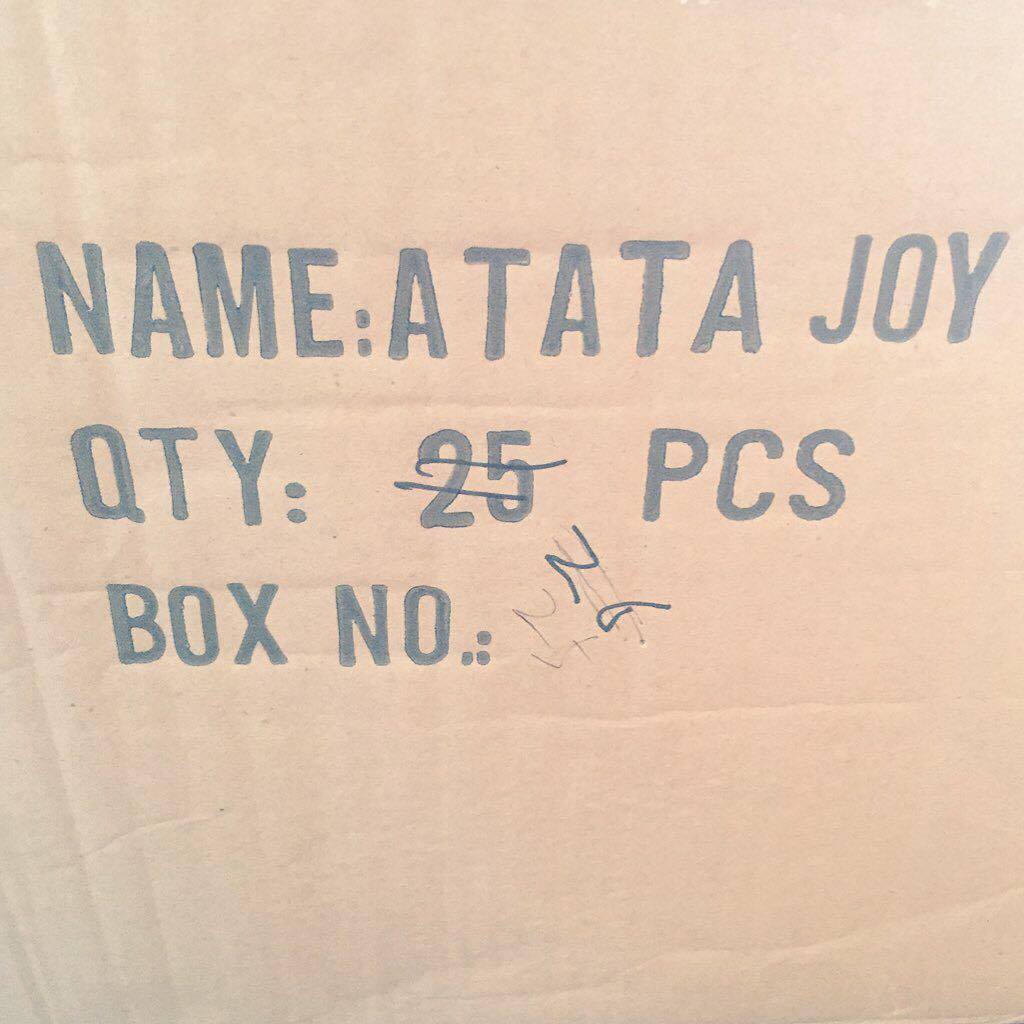 NAME:ATATA JOY
QTY: 25 PCS
BOX NO.: